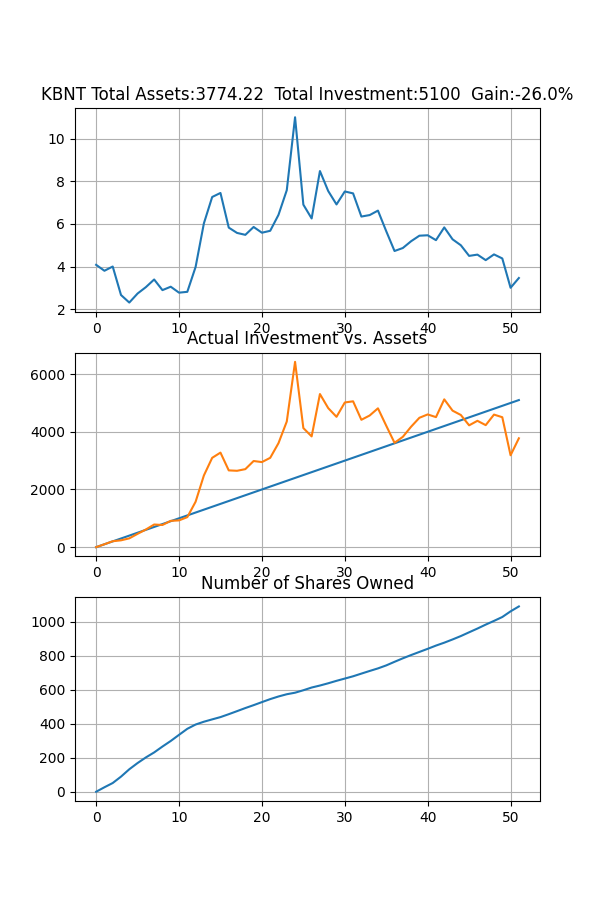 KBNT Total Assets:3774.22  Total Investment:5100  Gain:-26.0%
10
8
6
4
2
0 10 20 30 40 50
Actual Investment vs. Assets
6000
4000
2000
0
0 10 20 30 40 50
Number of Shares Owned
1000
800
600
400
200
0
0 10 20 30 40 50